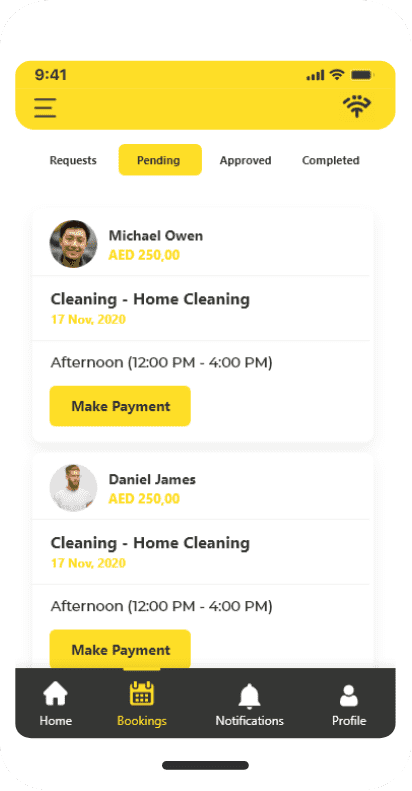 9:41
Requests Pending Approved Completed
Michael Owen
AED 250,00
Cleaning - Home Cleaning
17 Nov, 2020
Afternoon (12:00 PM - 4:00 PM)
Make Payment
Daniel James
AED 250,00
Cleaning - Home Cleaning
17 Nov, 2020
Afternoon (12:00 PM - 4:00 PM)
Make Payment
Home Bookings Notifications Profile